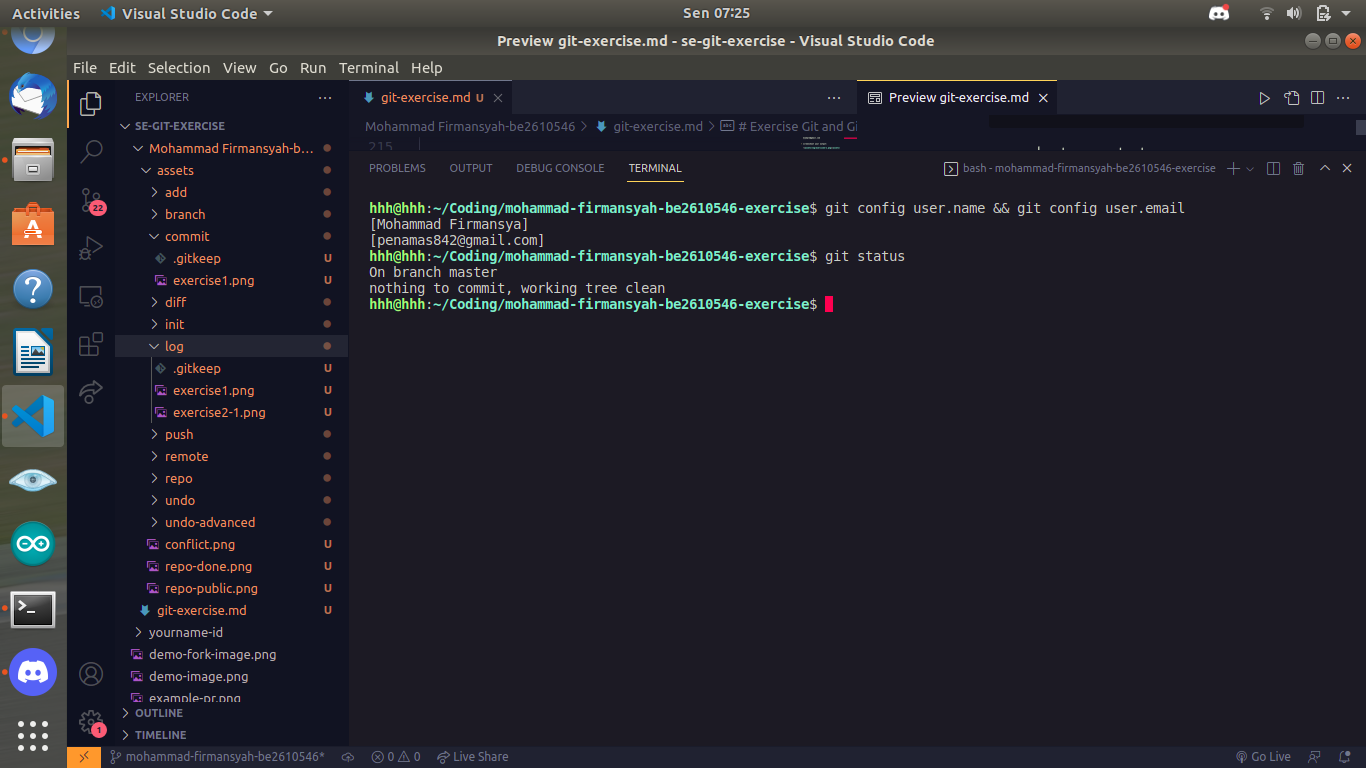 Activities
Visual Studio Code
Sen 07:25
Preview git-exercise.md - se-git-exercise - Visual Studio Code
File Edit Selection View Go Run Terminal Help
EXPLORER
SE-GIT-EXERCISE
Mohammad Firmansyah-b...
assets
add
branch
commit
.gitkeep U
exercise1.png U
diff
init
log
.gitkeep U
exercise1.png U
exercise2-1.png U
push
remote
repo
undo
undo-advanced
conflict.png U
repo-done.png U
repo-public.png U
git-exercise.md U
yourname-id
demo-fork-image.png
demo-image.png
example-pr.png
OUTLINE
TIMELINE
22
1
git-exercise.md U
Preview git-exercise.md
Mohammad Firmansyah-be2610546 > git-exercise.md > # Exercise Git and Gi
215
PROBLEMS OUTPUT DEBUG CONSOLE TERMINAL
bash - mohammad-firmansyah-be2610546-exercise
hhh@hhh:~/Coding/mohammad-firmansyah-be2610546-exercise$ git config user.name && git config user.email
[Mohammad Firmansya]
[penamas842@gmail.com]
hhh@hhh:~/Coding/mohammad-firmansyah-be2610546-exercise$ git status
On branch master
nothing to commit, working tree clean
hhh@hhh:~/Coding/mohammad-firmansyah-be2610546-exercise$
mohammad-firmansyah-be2610546*
0 0
Live Share
Go Live